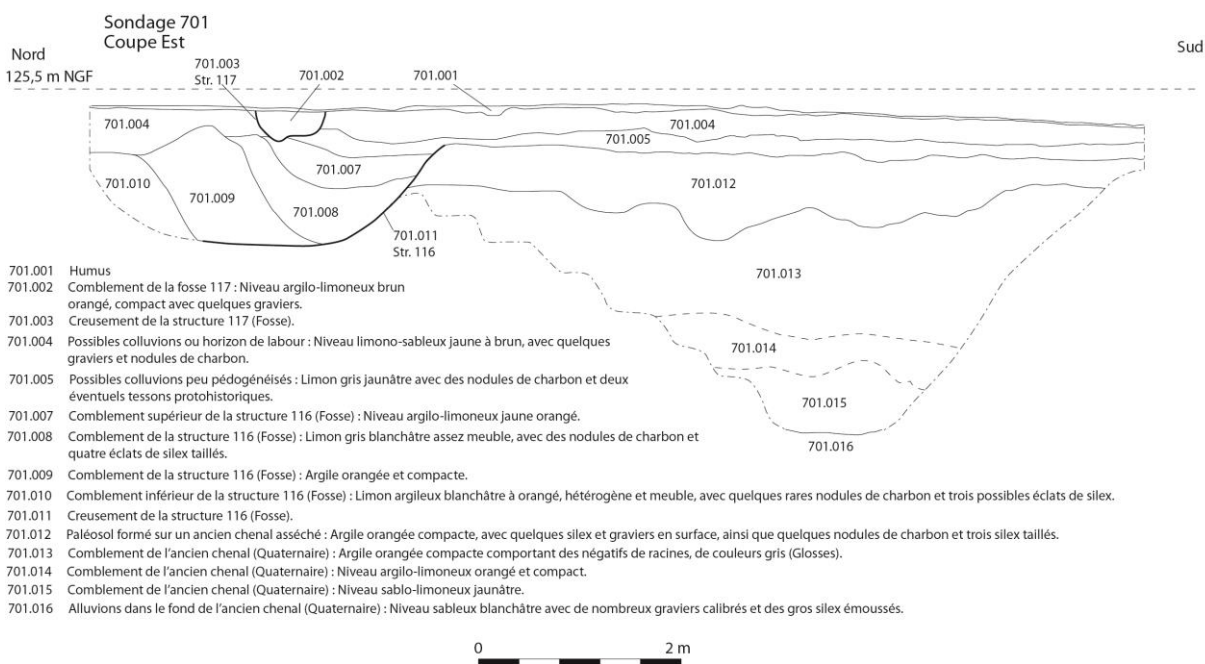 Sondage 701
Coupe Est
Nord
Sud
125,5 m NGF
701.003
Str. 117
701.002
701.001
701.004
701.004
701.005
701.007
701.010
701.009
701.012
701.008
701.011
Str. 116
701.013
701.014
701.015
701.016
701.001 Humus
701.002 Comblement de la fosse 117 : Niveau argilo-limoneux brun
orangé, compact avec quelques graviers.
701.003 Creusement de la structure 117 (Fosse).
701.004 Possibles colluvions ou horizon de labour : Niveau limono-sableux jaune à brun, avec quelques
graviers et nodules de charbon.
701.005 Possibles colluvions peu pédogénéisés : Limon gris jaunâtre avec des nodules de charbon et deux
éventuels tessons protohistoriques.
701.007 Comblement supérieur de la structure 116 (Fosse) : Niveau argilo-limoneux jaune orangé.
701.008 Comblement de la structure 116 (Fosse) : Limon gris blanchâtre assez meuble, avec des nodules de charbon et
quatre éclats de silex taillés.
701.009 Comblement de la structure 116 (Fosse) : Argile orangée et compacte.
701.010 Comblement inférieur de la structure 116 (Fosse) : Limon argileux blanchâtre à orangé, hétérogène et meuble, avec quelques rares nodules de charbon et trois possibles éclats de silex.
701.011 Creusement de la structure 116 (Fosse).
701.012 Paléosol formé sur un ancien chenal asséché : Argile orangée compacte, avec quelques silex et graviers en surface, ainsi que quelques nodules de charbon et trois silex taillés.
701.013 Comblement de l'ancien chenal (Quaternaire) : Argile orangée compacte comportant des négatifs de racines, de couleurs gris (Glosses).
701.014 Comblement de l'ancien chenal (Quaternaire) : Niveau argilo-limoneux orangé et compact.
701.015 Comblement de l'ancien chenal (Quaternaire) : Niveau sablo-limoneux jaunâtre.
701.016 Alluvions dans le fond de l'ancien chenal (Quaternaire) : Niveau sableux blanchâtre avec de nombreux graviers calibrés et des gros silex émoussés.
0 2 m